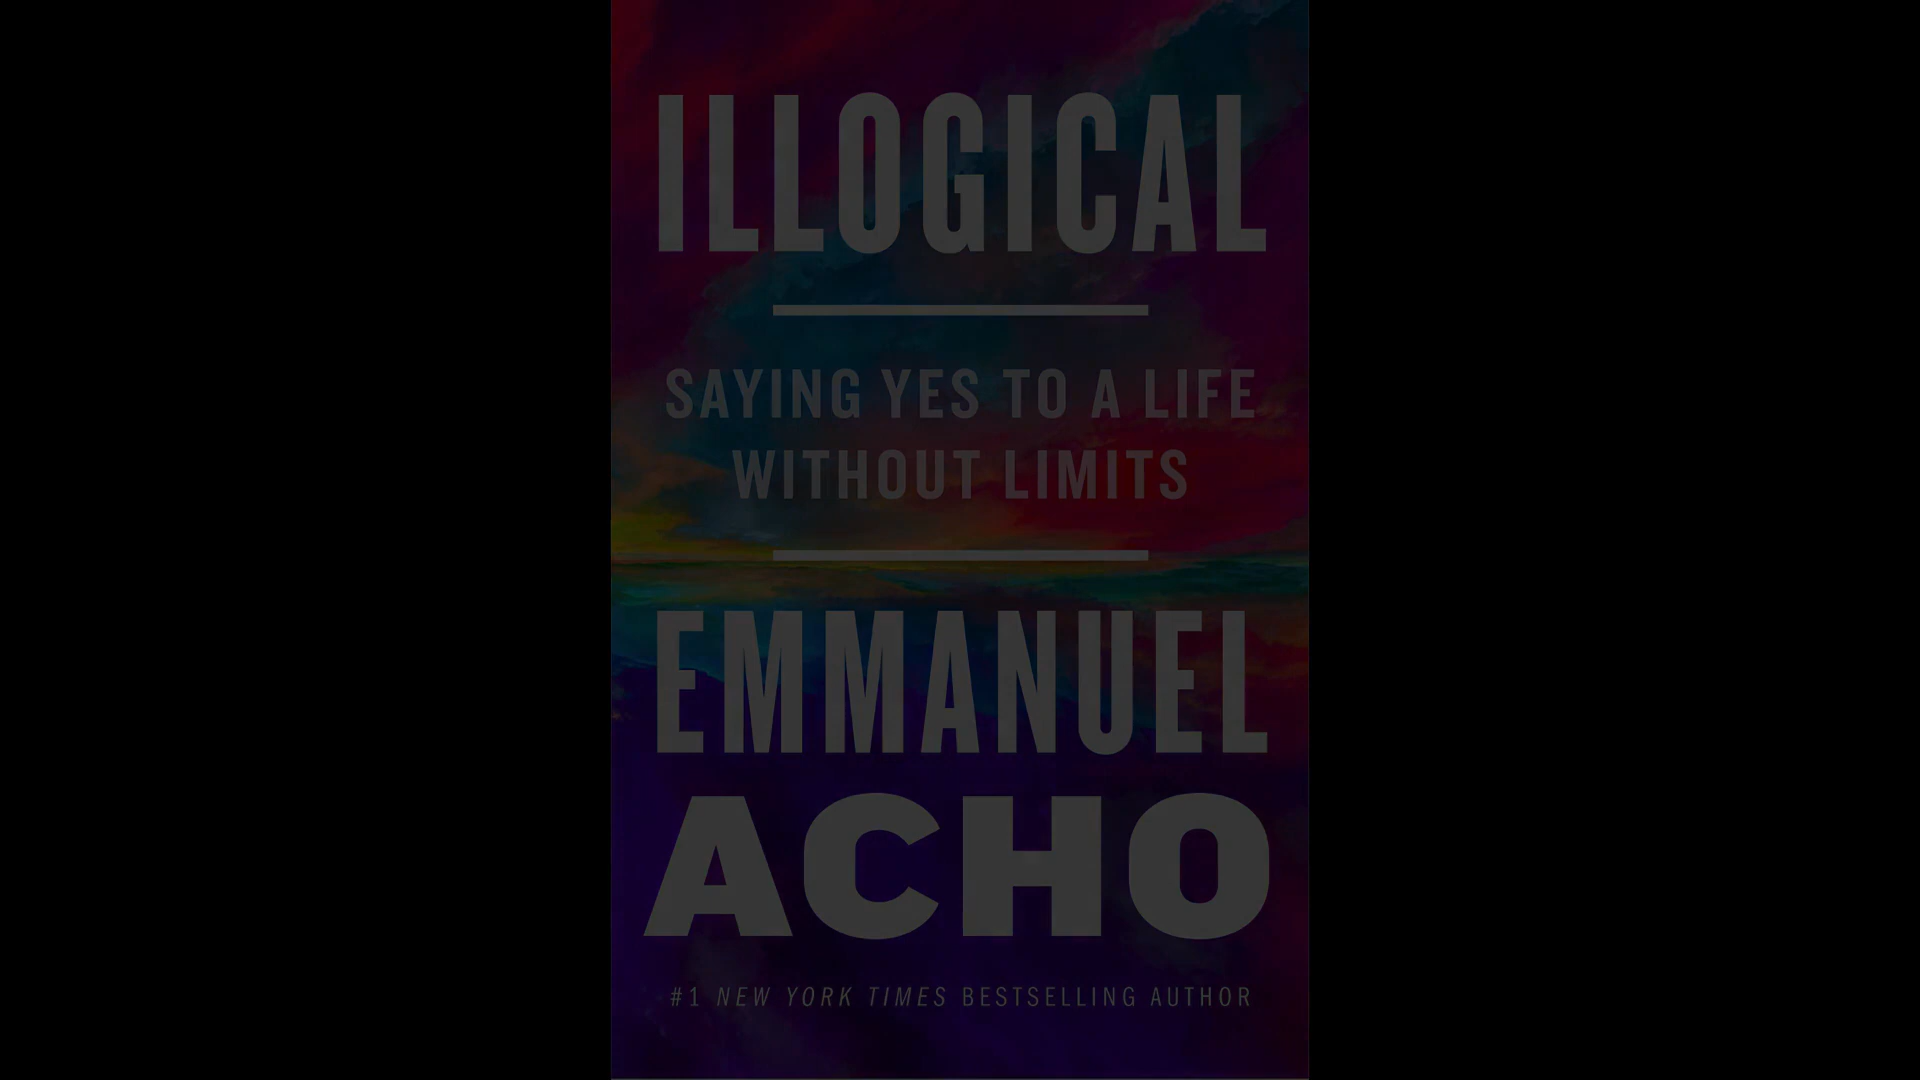 ILLOGICAL
SAYING YES TO A LIFE
WITHOUT LIMITS
EMMANUEL
ACHO
#1 NEW YORK TIMES BESTSELLING AUTHOR